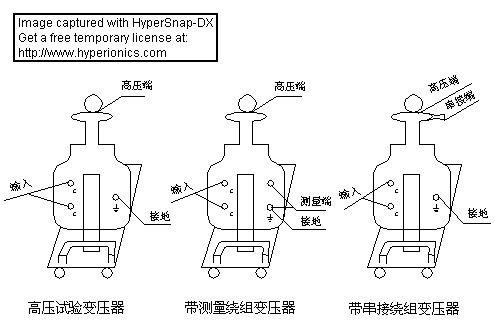 Image captured with HyperSnap-DX
Get a free temporary license at:
http://www.hyperionics.com
高压端
高压端
高压端
串接端
输入
c
c
接地
输入
c
c
测量端
接地
输入
c
c
接地
高压试验变压器
带测量绕组变压器
带串接绕组变压器